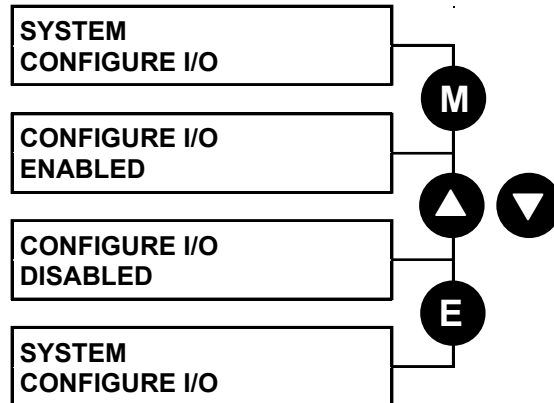 SYSTEM
CONFIGURE I/O
M
CONFIGURE I/O
ENABLED
CONFIGURE I/O
DISABLED
E
SYSTEM
CONFIGURE I/O